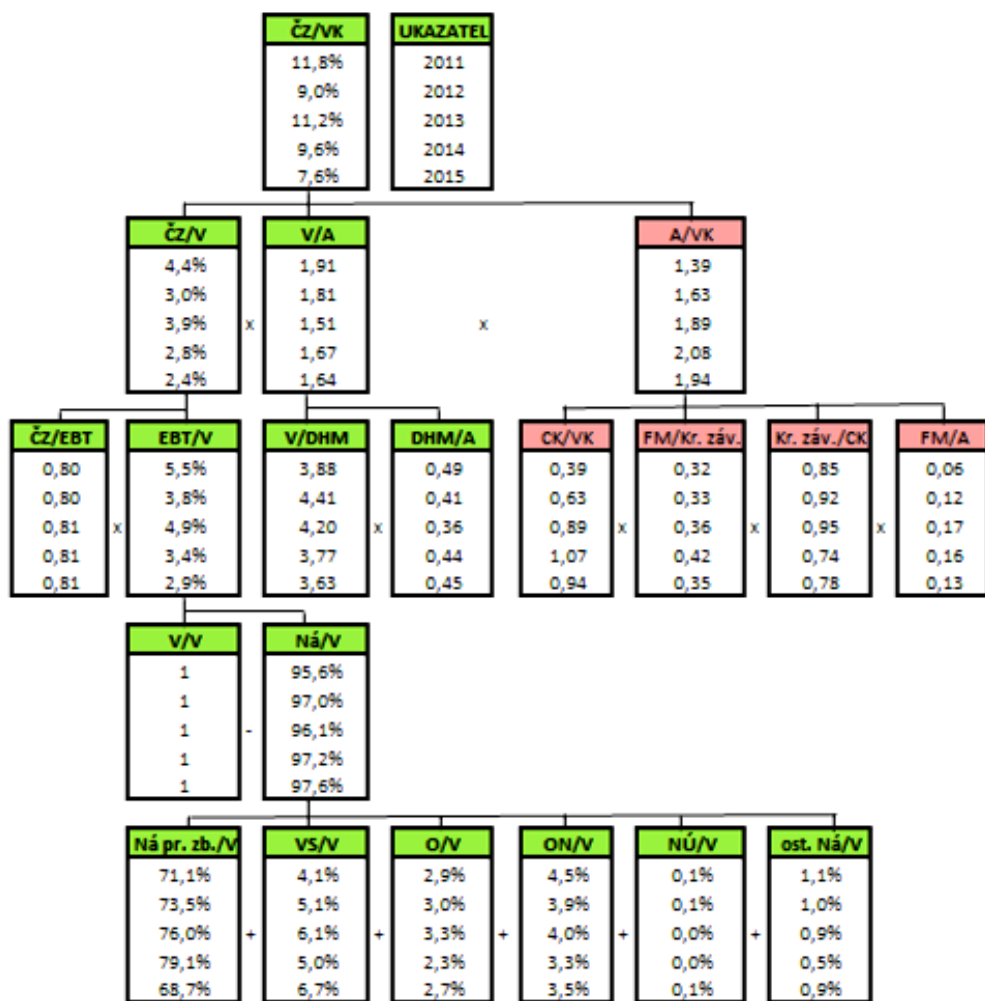 ČZ/VK UKAZATEL
11,8% 2011
9,0% 2012
11,2% 2013
9,6% 2014
7,6% 2015
ČZ/V V/A A/VK
4,4% 1,91 1,39
3,0% 1,81 1,63
3,9% x 1,51 x 1,89
2,8% 1,67 2,08
2,4% 1,64 1,94
ČZ/EBT EBT/V V/DHM DHM/A CK/VK FM/Kr. záv. Kr. záv./CK FM/A
0,80 5,5% 3,88 0,49 0,39 0,32 0,85 0,06
0,80 3,8% 4,41 0,41 0,63 0,33 0,92 0,12
0,81 x 4,9% 4,20 x 0,36 0,89 x 0,36 x 0,95 x 0,17
0,81 3,4% 3,77 0,44 1,07 0,42 0,74 0,16
0,81 2,9% 3,63 0,45 0,94 0,35 0,78 0,13
V/V Ná/V
1 95,6%
1 97,0%
1 - 96,1%
1 97,2%
1 97,6%
Ná pr. zb./V VS/V O/V ON/V NÚ/V ost. Ná/V
71,1% 4,1% 2,9% 4,5% 0,1% 1,1%
73,5% 5,1% 3,0% 3,9% 0,1% 1,0%
76,0% + 6,1% + 3,3% + 4,0% + 0,0% + 0,9%
79,1% 5,0% 2,3% 3,3% 0,0% 0,5%
68,7% 6,7% 2,7% 3,5% 0,1% 0,9%